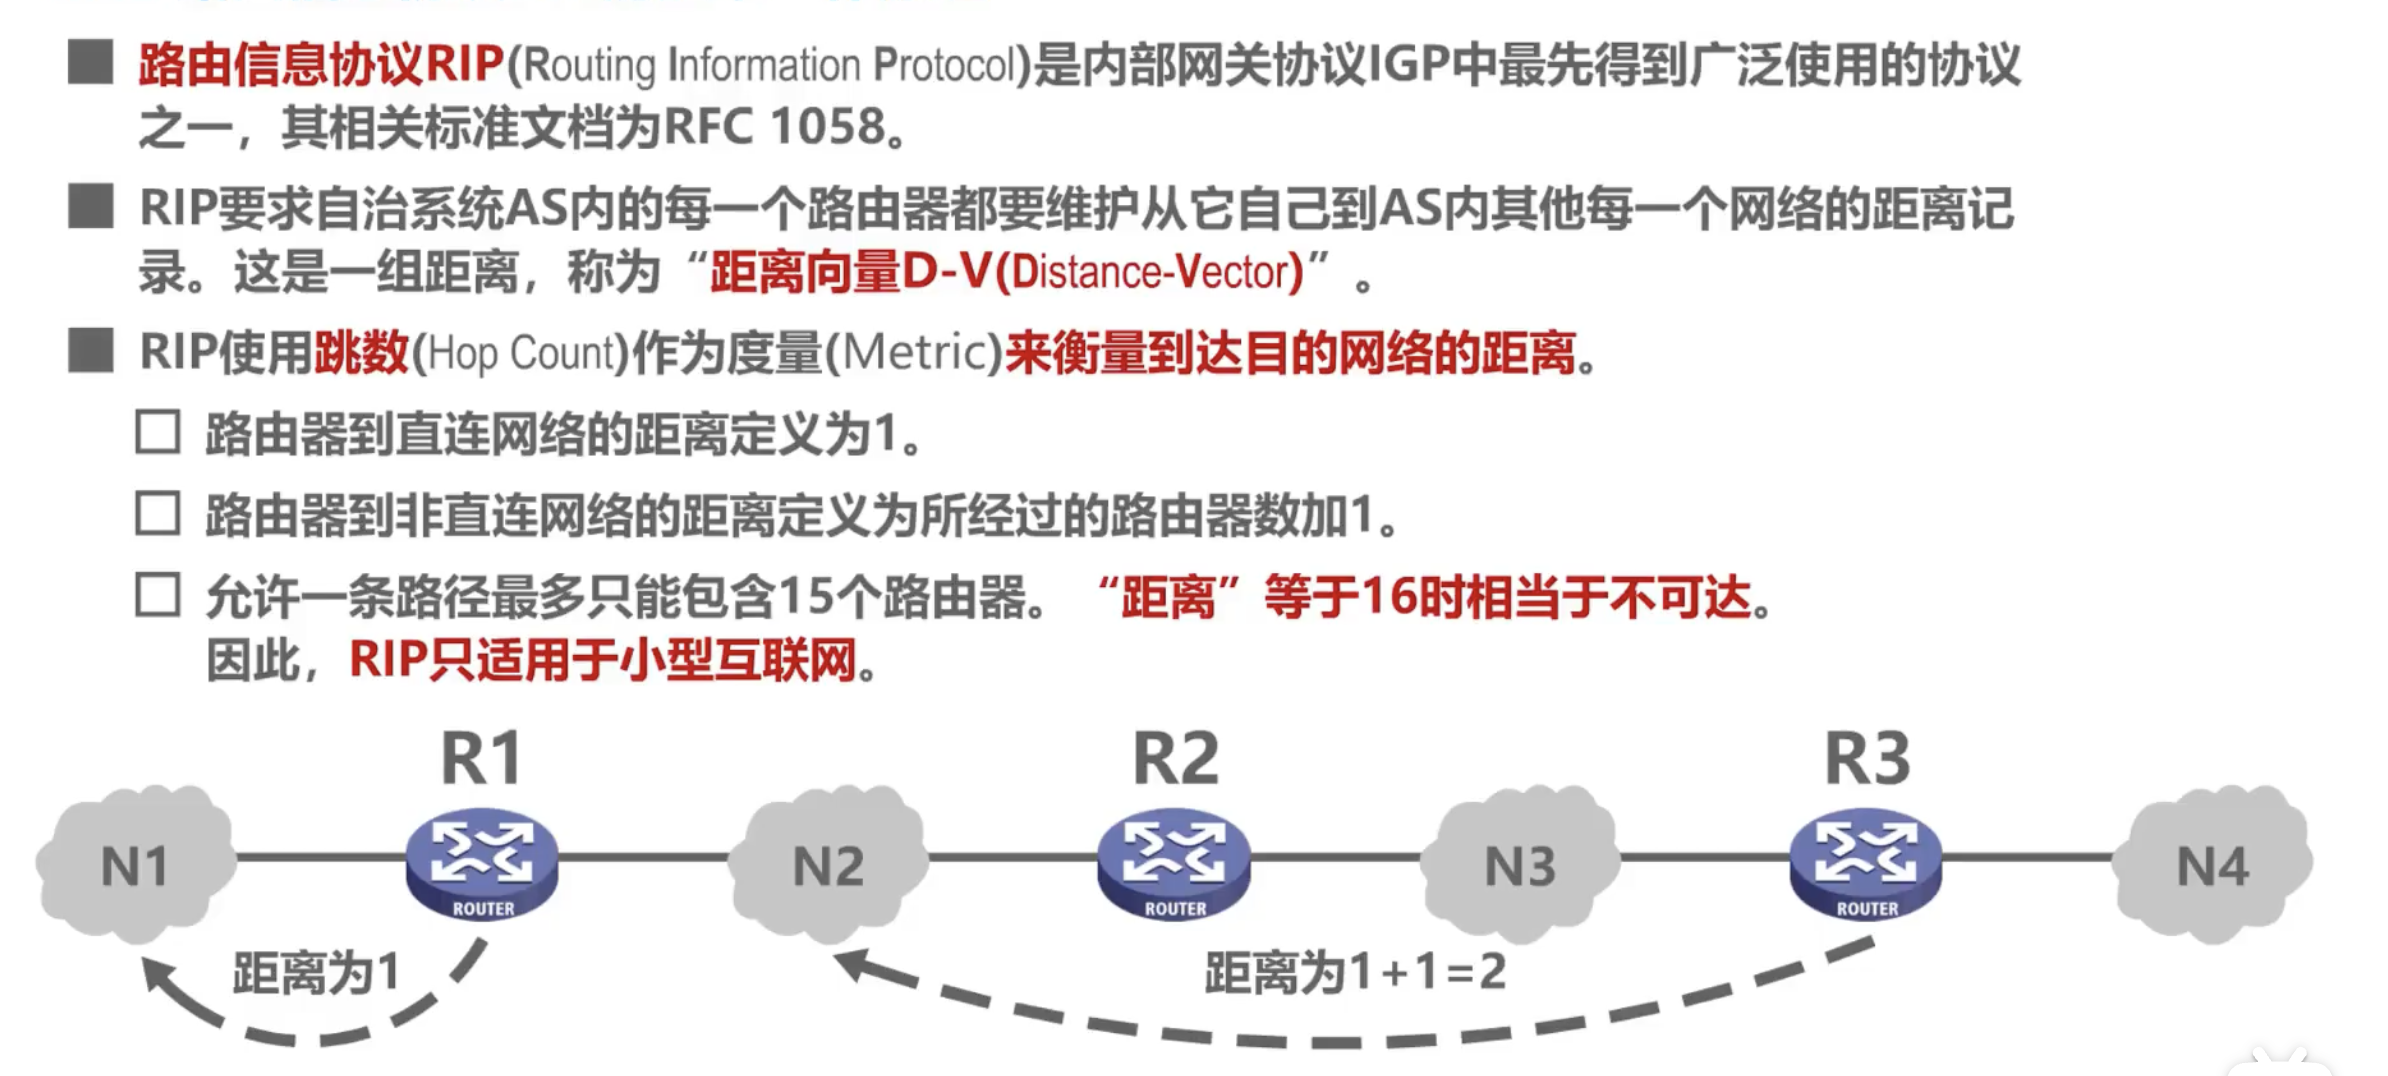 路由信息协议RIP(Routing Information Protocol)是内部网关协议IGP中最先得到广泛使用的协议
之一，其相关标准文档为RFC 1058。
RIP要求自治系统AS内的每一个路由器都要维护从它自己到AS内其他每一个网络的距离记
录。这是一组距离，称为“距离向量D-V(Distance-Vector)”。
RIP使用跳数(Hop Count)作为度量(Metric)来衡量到达目的网络的距离。
路由器到直连网络的距离定义为1。
路由器到非直连网络的距离定义为所经过的路由器数加1。
允许一条路径最多只能包含15个路由器。“距离”等于16时相当于不可达。
因此，RIP只适用于小型互联网。
R1 R2 R3
N1 N2 N3 N4
ROUTER ROUTER ROUTER
距离为1 距离为1+1=2